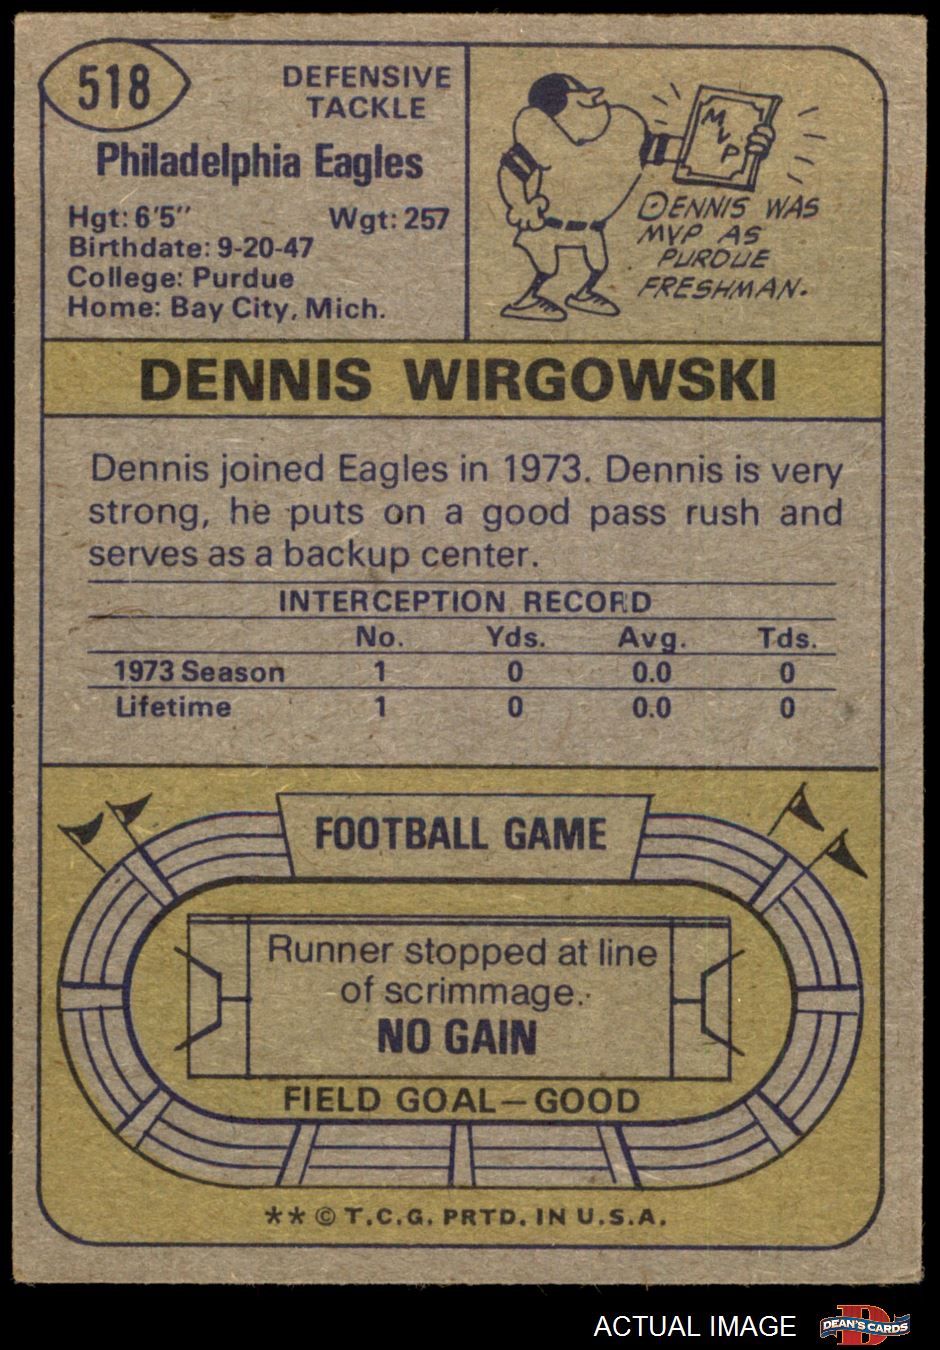 518
DEFENSIVE
TACKLE
Philadelphia Eagles
Hgt: 6'5" Wgt: 257
Birthdate: 9-20-47
College: Purdue
Home: Bay City, Mich.
MVP
DENNIS WAS
MVP AS
PURDUE
FRESHMAN.
DENNIS WIRGOWSKI
Dennis joined Eagles in 1973. Dennis is very
strong, he puts on a good pass rush and
serves as a backup center.
INTERCEPTION RECORD
No. Yds. Avg. Tds.
1973 Season 1 0 0.0 0
Lifetime 1 0 0.0 0
FOOTBALL GAME
Runner stopped at line
of scrimmage.
NO GAIN
FIELD GOAL—GOOD
** © T.C.G. PRTD. IN U.S.A.
ACTUAL IMAGE
D
DEAN'S CARDS